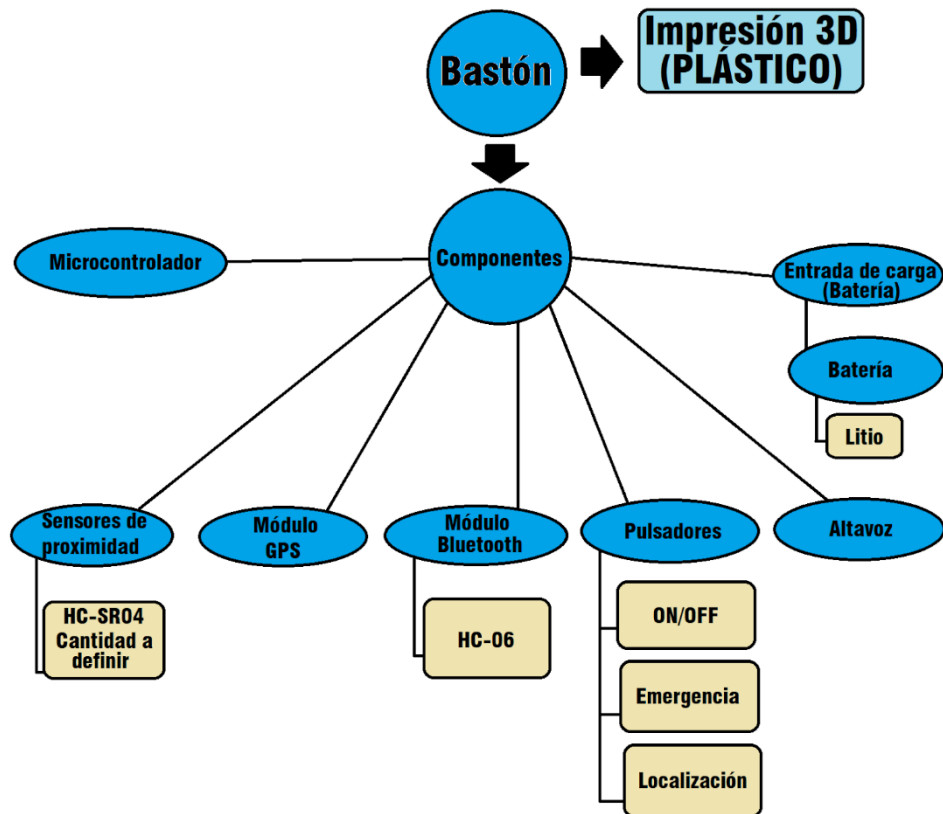 Bastón
Impresión 3D
(PLÁSTICO)
Componentes
Microcontrolador
Entrada de carga
(Batería)
Batería
Litio
Sensores de
proximidad
Módulo
GPS
Módulo
Bluetooth
Pulsadores
Altavoz
HC-SR04
Cantidad a
definir
HC-06
ON/OFF
Emergencia
Localización